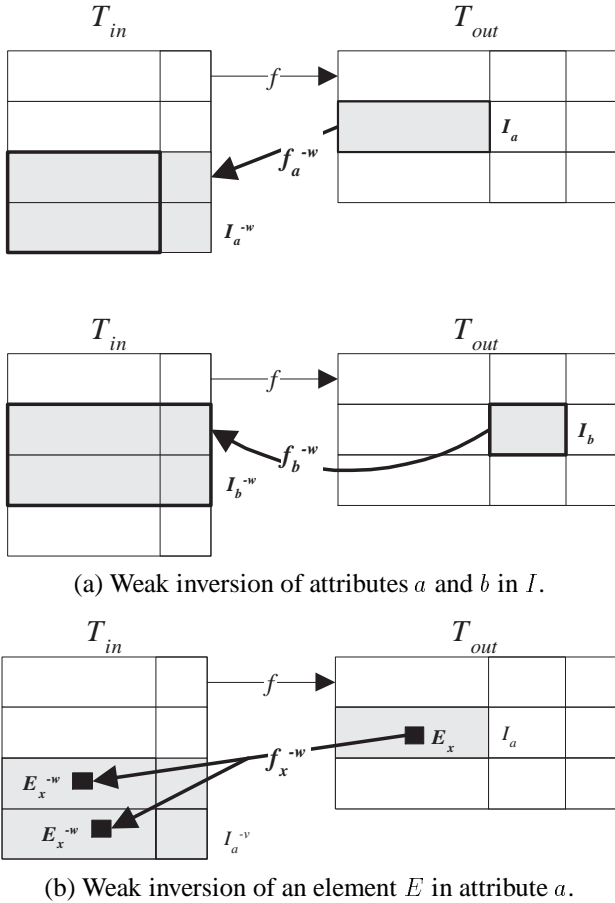 T_in T_out
f
I_a
f_a^-w
I_a^-w
T_in T_out
f
I_b
f_b^-w
I_b^-w
(a) Weak inversion of attributes a and b in I.
T_in T_out
f
E_x I_a
f_x^-w
E_x^-w
E_x^-w
I_a^-v
(b) Weak inversion of an element E in attribute a.